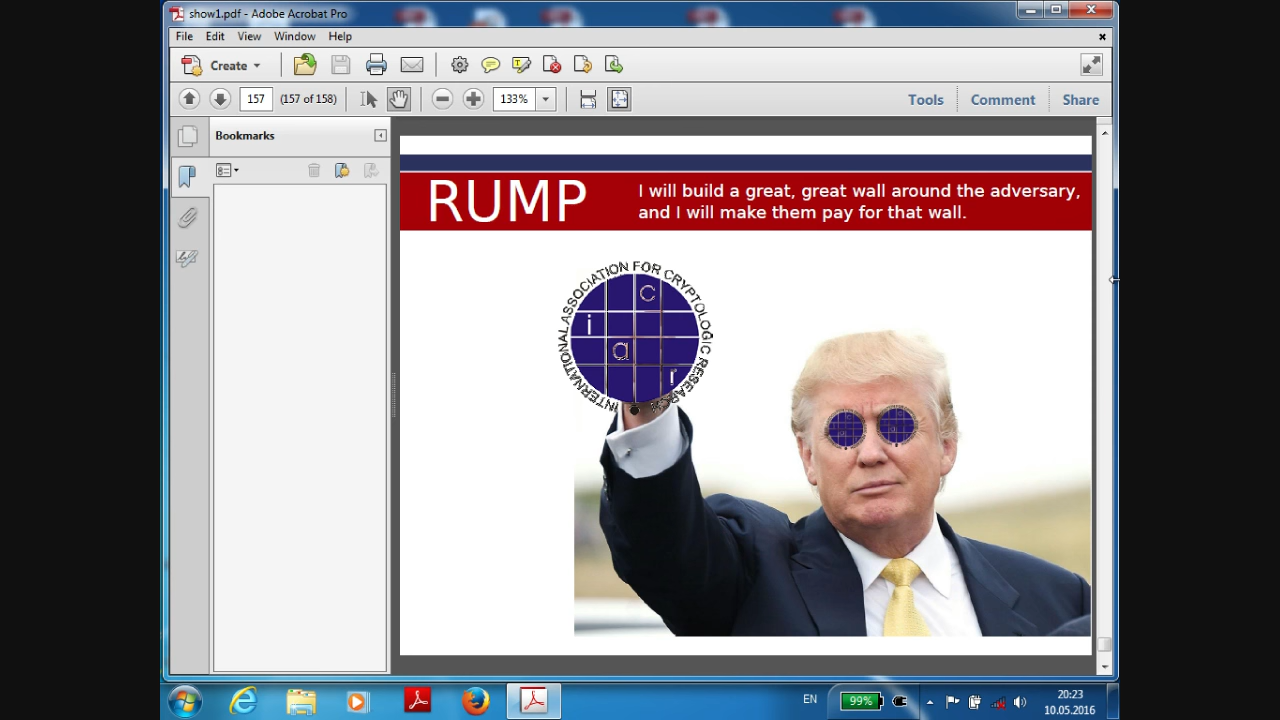 show1.pdf - Adobe Acrobat Pro
File Edit View Window Help
Create
157 (157 of 158) 133% Tools Comment Share
Bookmarks
RUMP
I will build a great, great wall around the adversary,
and I will make them pay for that wall.
INTERNATIONAL ASSOCIATION FOR CRYPTOLOGIC RESEARCH
c
i
a
r
EN 99% 20:23
10.05.2016